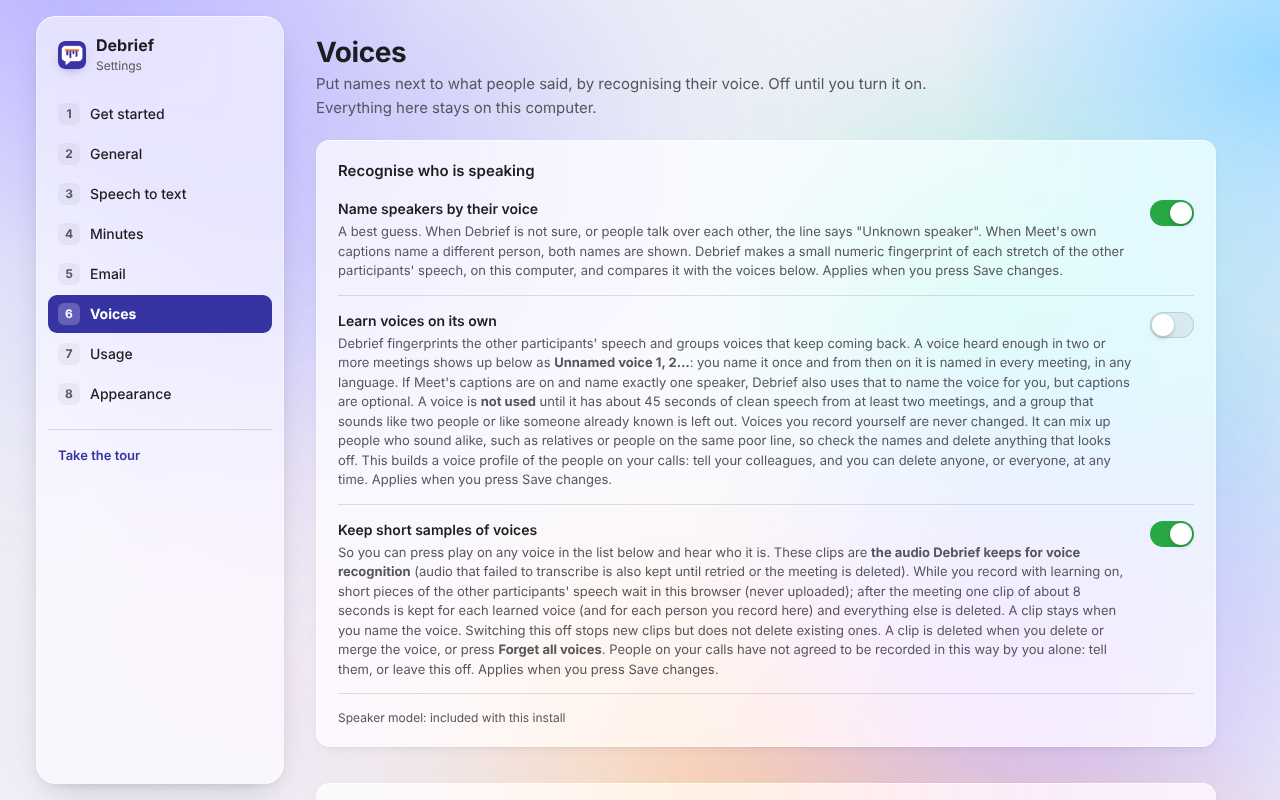 Debrief
Settings
1 Get started
2 General
3 Speech to text
4 Minutes
5 Email
6 Voices
7 Usage
8 Appearance
Take the tour
Voices
Put names next to what people said, by recognising their voice. Off until you turn it on.
Everything here stays on this computer.
Recognise who is speaking
Name speakers by their voice
A best guess. When Debrief is not sure, or people talk over each other, the line says "Unknown speaker". When Meet's own
captions name a different person, both names are shown. Debrief makes a small numeric fingerprint of each stretch of the other
participants' speech, on this computer, and compares it with the voices below. Applies when you press Save changes.
Learn voices on its own
Debrief fingerprints the other participants' speech and groups voices that keep coming back. A voice heard enough in two or
more meetings shows up below as Unnamed voice 1, 2...: you name it once and from then on it is named in every meeting, in any
language. If Meet's captions are on and name exactly one speaker, Debrief also uses that to name the voice for you, but captions
are optional. A voice is not used until it has about 45 seconds of clean speech from at least two meetings, and a group that
sounds like two people or like someone already known is left out. Voices you record yourself are never changed. It can mix up
people who sound alike, such as relatives or people on the same poor line, so check the names and delete anything that looks
off. This builds a voice profile of the people on your calls: tell your colleagues, and you can delete anyone, or everyone, at any
time. Applies when you press Save changes.
Keep short samples of voices
So you can press play on any voice in the list below and hear who it is. These clips are the audio Debrief keeps for voice
recognition (audio that failed to transcribe is also kept until retried or the meeting is deleted). While you record with learning on,
short pieces of the other participants' speech wait in this browser (never uploaded); after the meeting one clip of about 8
seconds is kept for each learned voice (and for each person you record here) and everything else is deleted. A clip stays when
you name the voice. Switching this off stops new clips but does not delete existing ones. A clip is deleted when you delete or
merge the voice, or press Forget all voices. People on your calls have not agreed to be recorded in this way by you alone: tell
them, or leave this off. Applies when you press Save changes.
Speaker model: included with this install